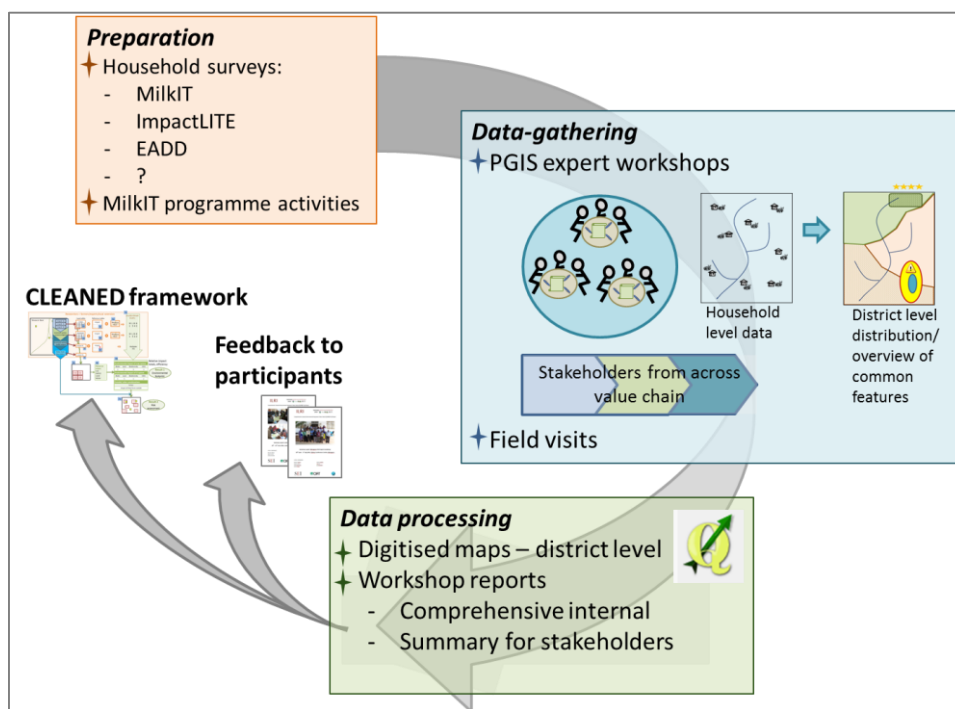 Preparation
Household surveys:
- MilkIT
- ImpactLITE
- EADD
- ?
MilkIT programme activities
Data-gathering
PGIS expert workshops
Household
level data
District level
distribution/
overview of
common
features
Stakeholders from across
value chain
Field visits
CLEANED framework
Feedback to
participants
Data processing
Digitised maps – district level
Workshop reports
- Comprehensive internal
- Summary for stakeholders